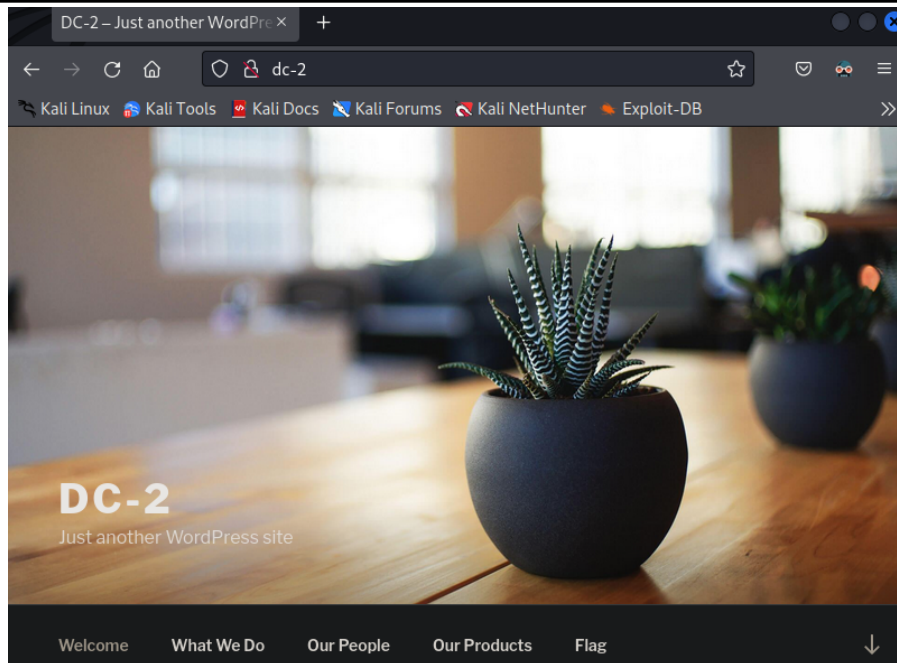 DC-2 – Just another WordPre
dc-2
Kali Linux Kali Tools Kali Docs Kali Forums Kali NetHunter Exploit-DB
DC-2
Just another WordPress site
Welcome What We Do Our People Our Products Flag